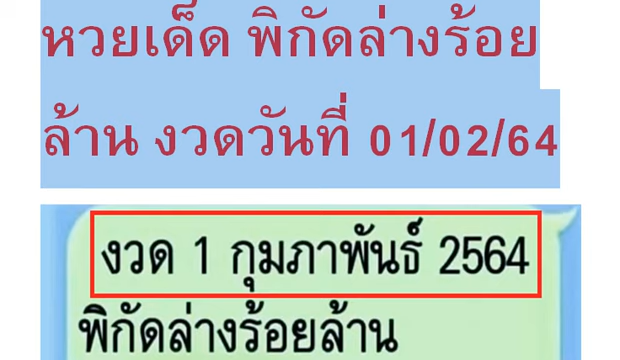 หวยเด็ด พิกัดล่างร้อย
ล้าน งวดวันที่ 01/02/64
งวด 1 กุมภาพันธ์ 2564
พิกัดล่างร้อยล้าน